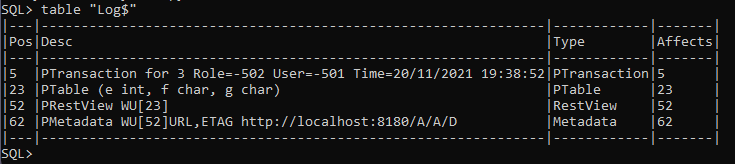 SQL> table "Log$"
|---|--------------------------------------------------------------|------------|-------|
|Pos|Desc                                                          |Type        |Affects|
|---|--------------------------------------------------------------|------------|-------|
|5  |PTransaction for 3 Role=-502 User=-501 Time=20/11/2021 19:38:52|PTransaction|5      |
|23 |PTable (e int, f char, g char)                                |PTable      |23     |
|52 |PRestView WU[23]                                              |RestView    |52     |
|62 |PMetadata WU[52]URL,ETAG http://localhost:8180/A/A/D          |Metadata    |62     |
|---|--------------------------------------------------------------|------------|-------|
SQL>